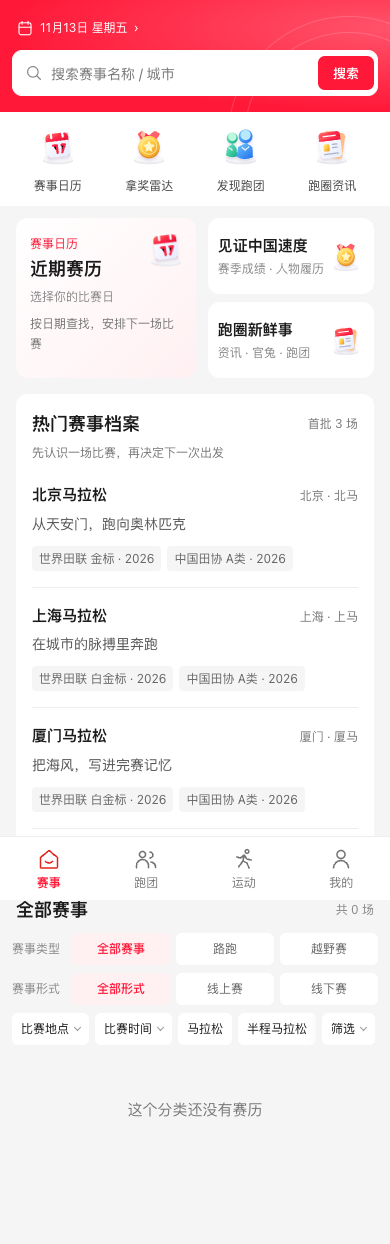 11月13日 星期五 ›
搜索赛事名称 / 城市
搜索
赛事日历
拿奖雷达
发现跑团
跑圈资讯
赛事日历
近期赛历
选择你的比赛日
按日期查找，安排下一场比
赛
见证中国速度
赛季成绩 · 人物履历
跑圈新鲜事
资讯 · 官兔 · 跑团
热门赛事档案
首批 3 场
先认识一场比赛，再决定下一次出发
北京马拉松
北京 · 北马
从天安门，跑向奥林匹克
世界田联 金标 · 2026
中国田协 A类 · 2026
上海马拉松
上海 · 上马
在城市的脉搏里奔跑
世界田联 白金标 · 2026
中国田协 A类 · 2026
厦门马拉松
厦门 · 厦马
把海风，写进完赛记忆
世界田联 白金标 · 2026
中国田协 A类 · 2026
赛事
跑团
运动
我的
全部赛事
共 0 场
赛事类型
全部赛事
路跑
越野赛
赛事形式
全部形式
线上赛
线下赛
比赛地点
比赛时间
马拉松
半程马拉松
筛选
这个分类还没有赛历